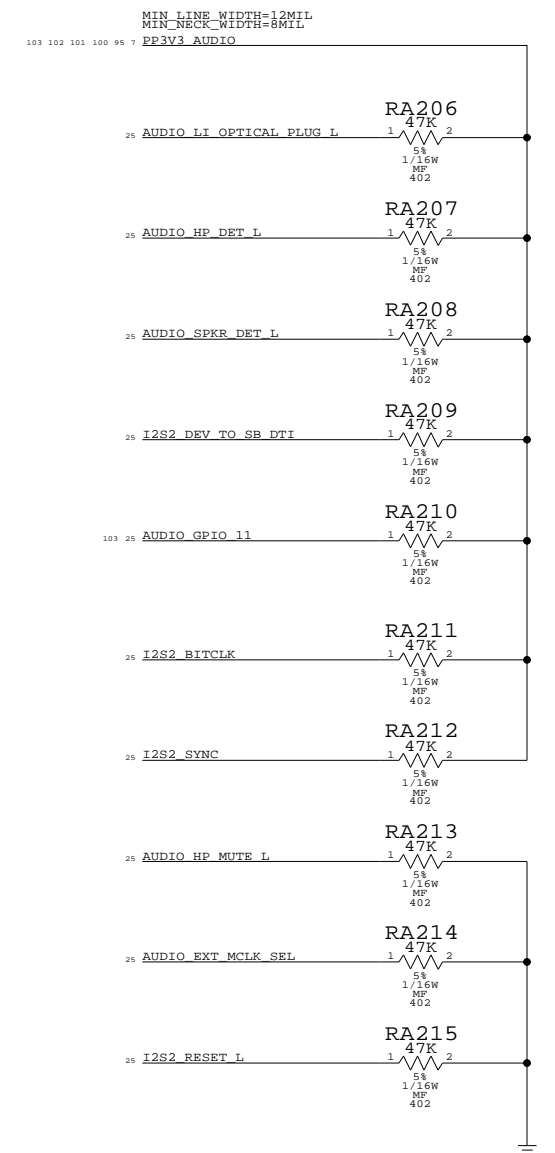 MIN_LINE_WIDTH=12MIL
MIN_NECK_WIDTH=8MIL
103 102 101 100 95 7 PP3V3_AUDIO
RA206
47K
25 AUDIO_LI_OPTICAL_PLUG_L 1 2
5%
1/16W
MF
402
RA207
47K
25 AUDIO_HP_DET_L 1 2
5%
1/16W
MF
402
RA208
47K
25 AUDIO_SPKR_DET_L 1 2
5%
1/16W
MF
402
RA209
47K
25 I2S2_DEV_TO_SB_DTI 1 2
5%
1/16W
MF
402
RA210
47K
103 25 AUDIO_GPIO_11 1 2
5%
1/16W
MF
402
RA211
47K
25 I2S2_BITCLK 1 2
5%
1/16W
MF
402
RA212
47K
25 I2S2_SYNC 1 2
5%
1/16W
MF
402
RA213
47K
25 AUDIO_HP_MUTE_L 1 2
5%
1/16W
MF
402
RA214
47K
25 AUDIO_EXT_MCLK_SEL 1 2
5%
1/16W
MF
402
RA215
47K
25 I2S2_RESET_L 1 2
5%
1/16W
MF
402